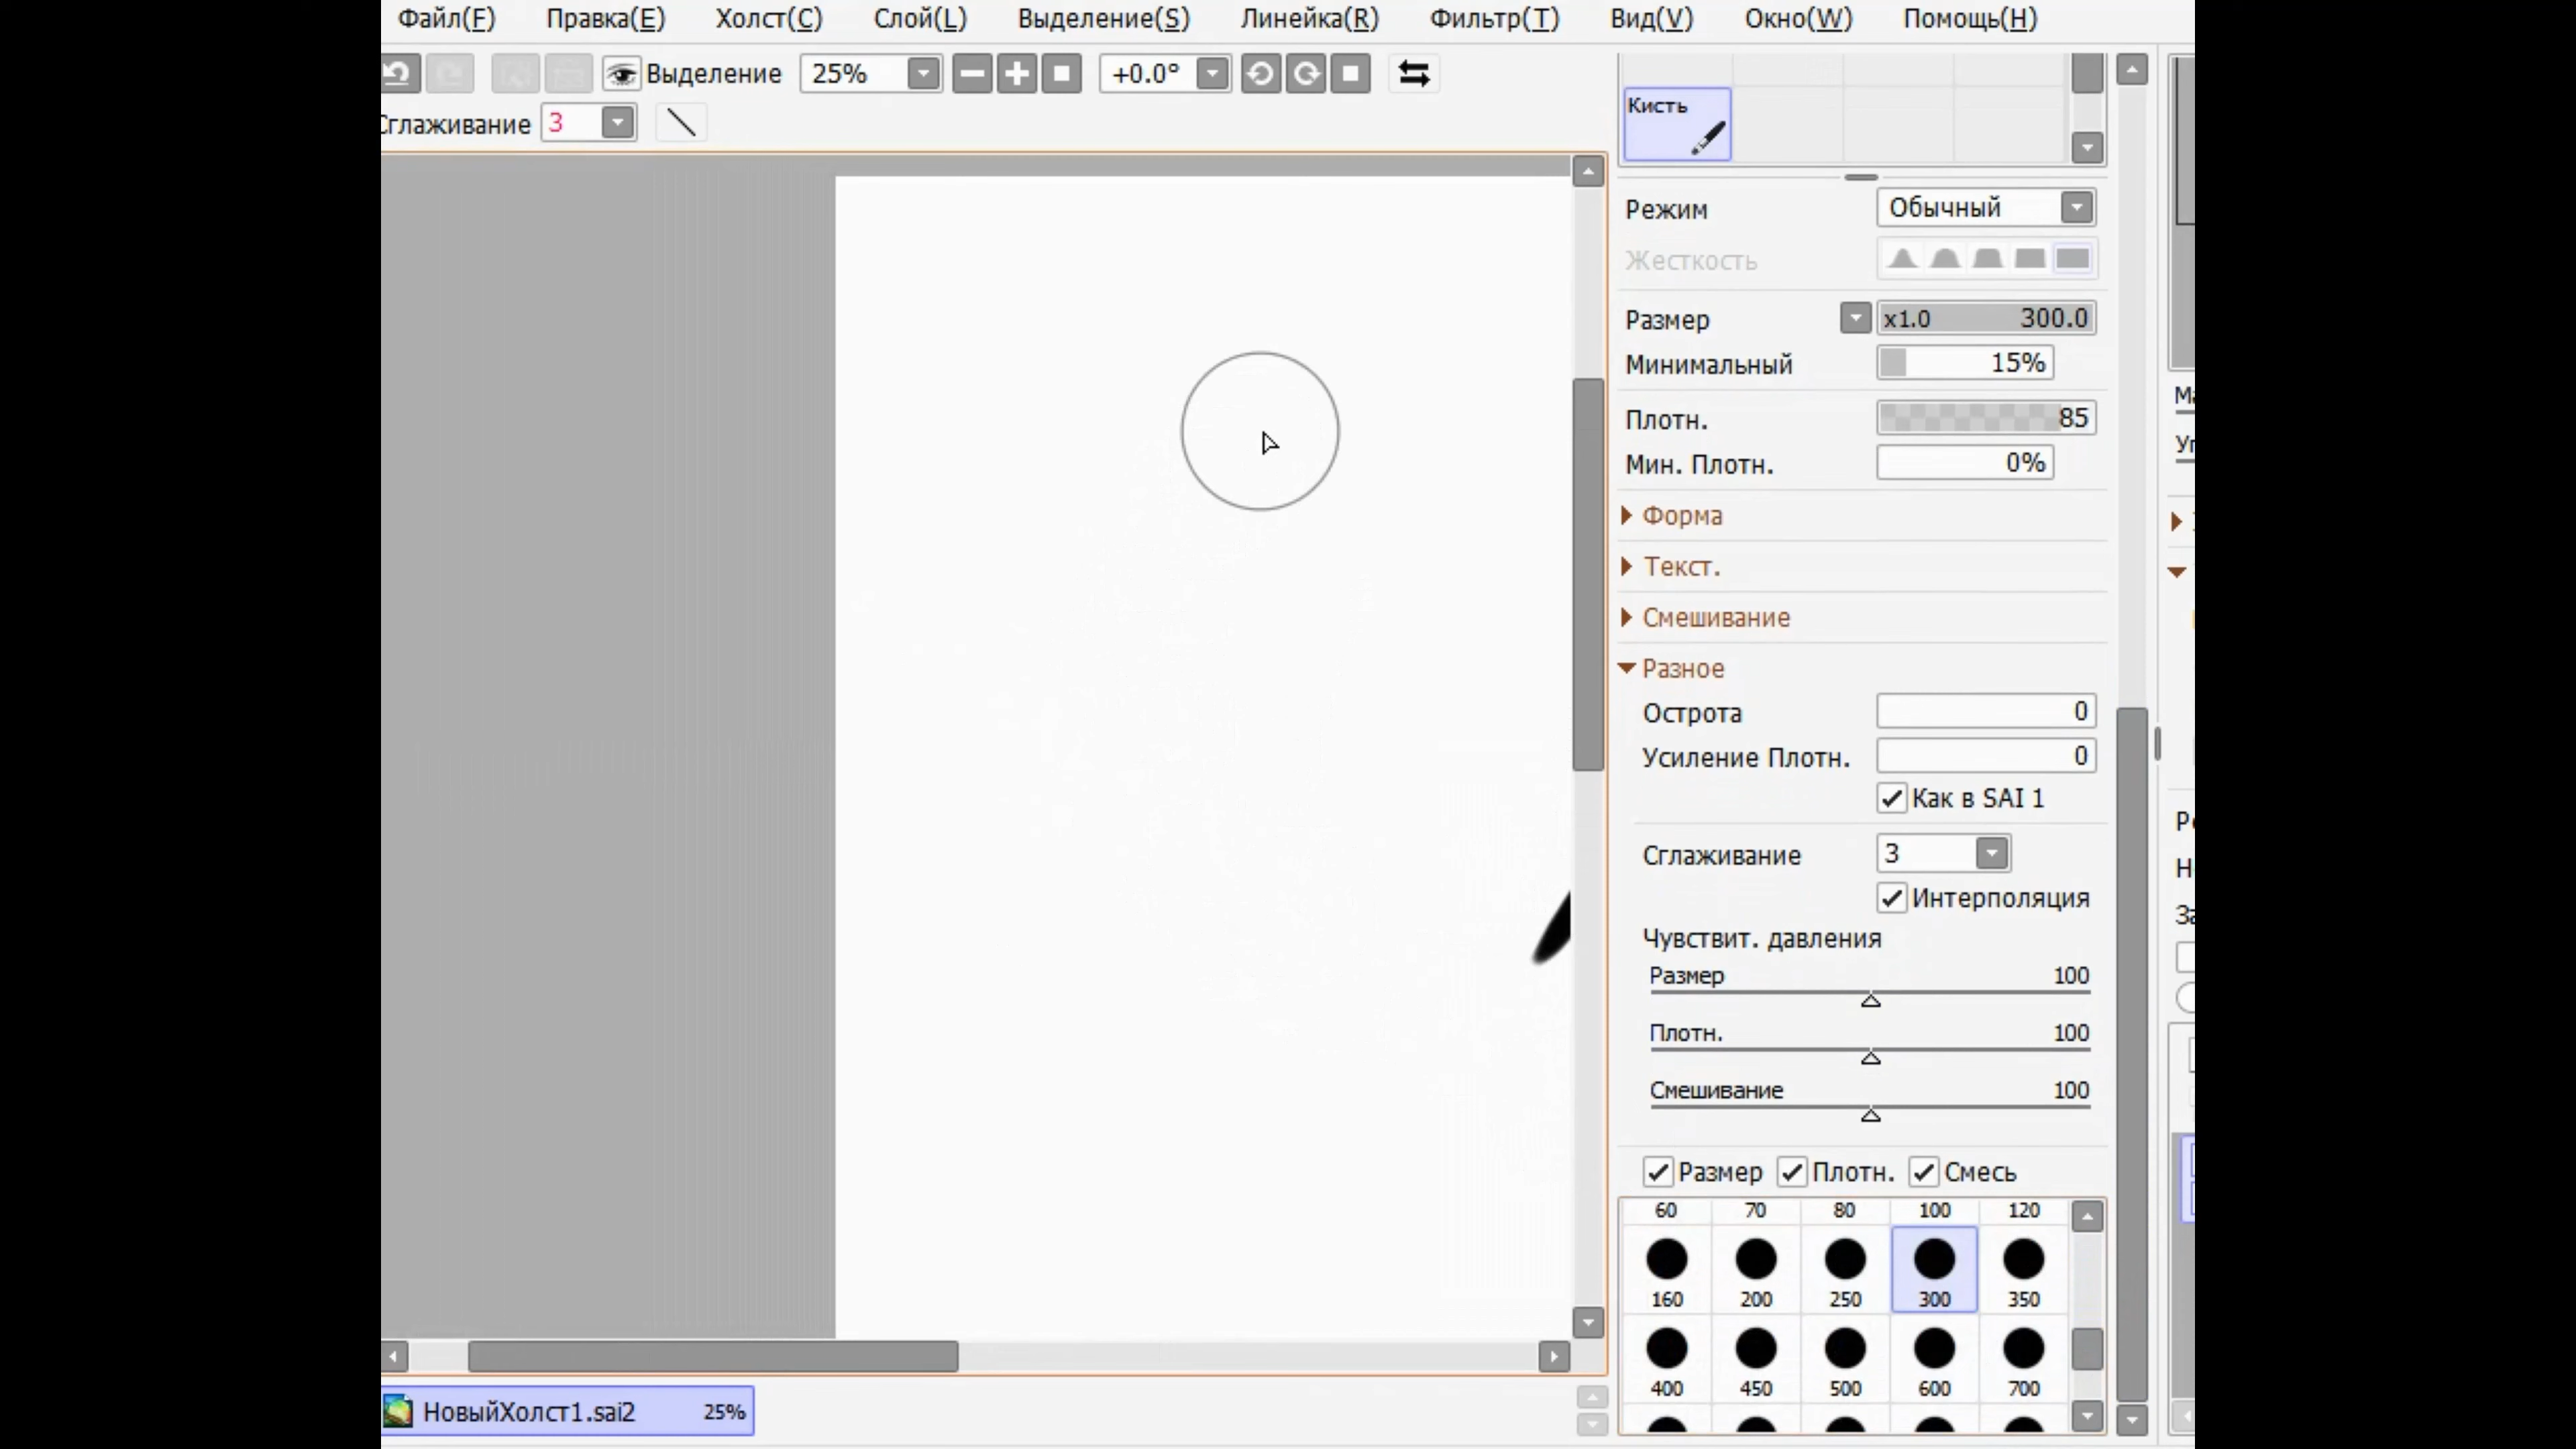 Файл(F) Правка(E) Холст(C) Слой(L) Выделение(S) Линейка(R) Фильтр(T) Вид(V) Окно(W) Помощь(H)
Выделение 25% +0.0°
Сглаживание 3
Кисть
Режим Обычный
Жесткость
Размер x1.0 300.0
Минимальный 15%
Плотн. 85
Мин. Плотн. 0%
Форма
Текст.
Смешивание
Разное
Острота 0
Усиление Плотн. 0
Как в SAI 1
Сглаживание 3
Интерполяция
Чувствит. давления
Размер 100
Плотн. 100
Смешивание 100
Размер Плотн. Смесь
60 70 80 100 120
160 200 250 300 350
400 450 500 600 700
НовыйХолст1.sai2 25%